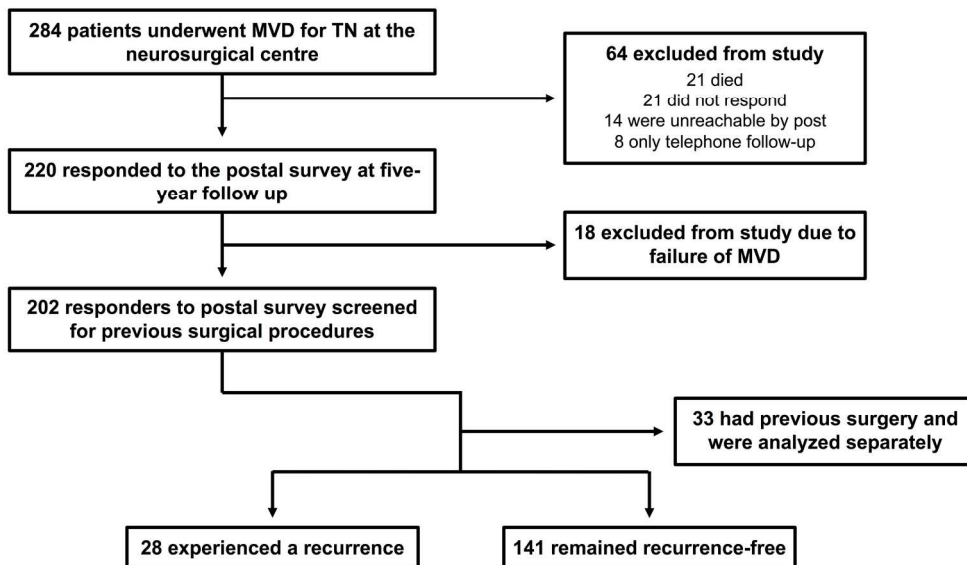 284 patients underwent MVD for TN at the
neurosurgical centre
64 excluded from study
21 died
21 did not respond
14 were unreachable by post
8 only telephone follow-up
220 responded to the postal survey at five-
year follow up
18 excluded from study due to
failure of MVD
202 responders to postal survey screened
for previous surgical procedures
33 had previous surgery and
were analyzed separately
28 experienced a recurrence
141 remained recurrence-free